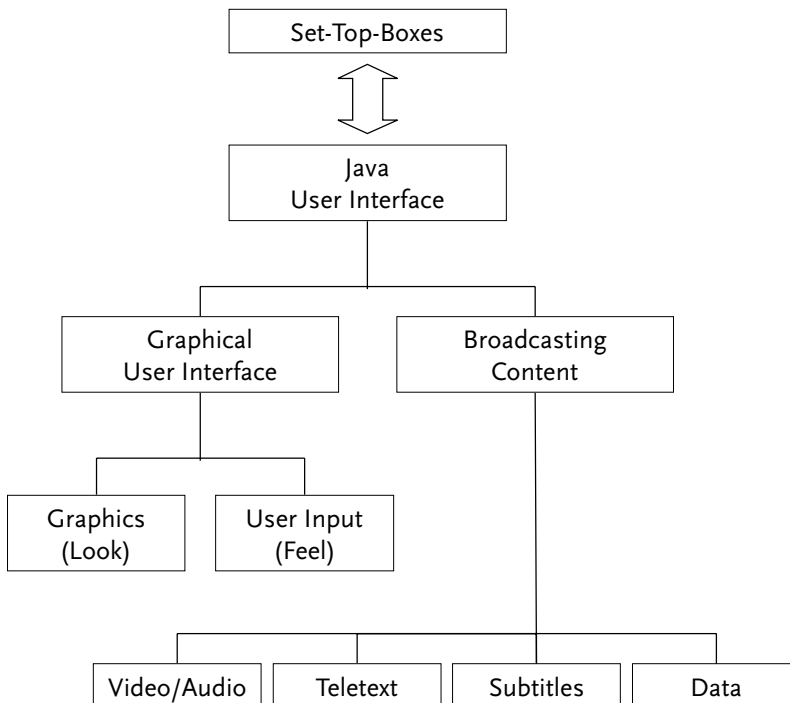 Set-Top-Boxes
Java
User Interface
Graphical
User Interface
Broadcasting
Content
Graphics
(Look)
User Input
(Feel)
Video/Audio
Teletext
Subtitles
Data